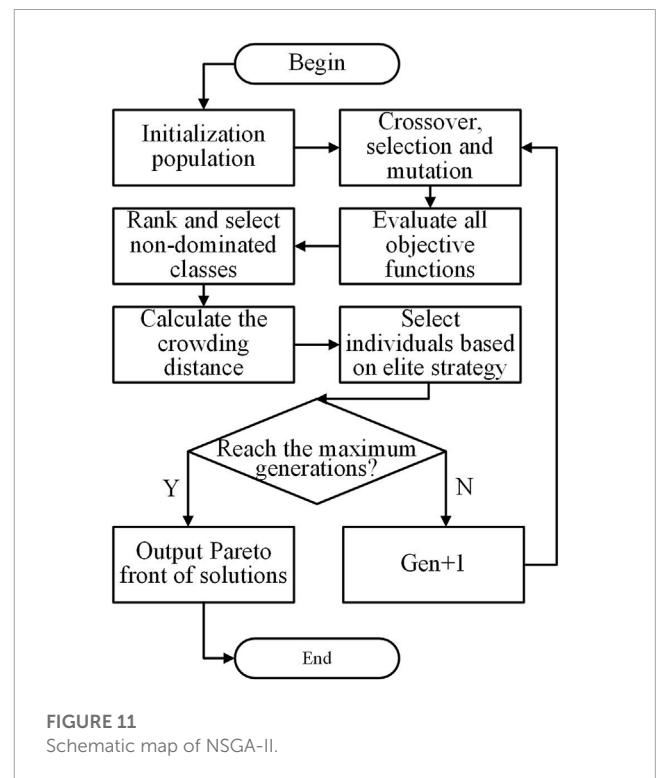 Begin
Initialization
population
Crossover,
selection and
mutation
Rank and select
non-dominated
classes
Evaluate all
objective
functions
Calculate the
crowding
distance
Select
individuals based
on elite strategy
Reach the maximum
generations?
Y
N
Output Pareto
front of solutions
Gen+1
End
FIGURE 11
Schematic map of NSGA-II.